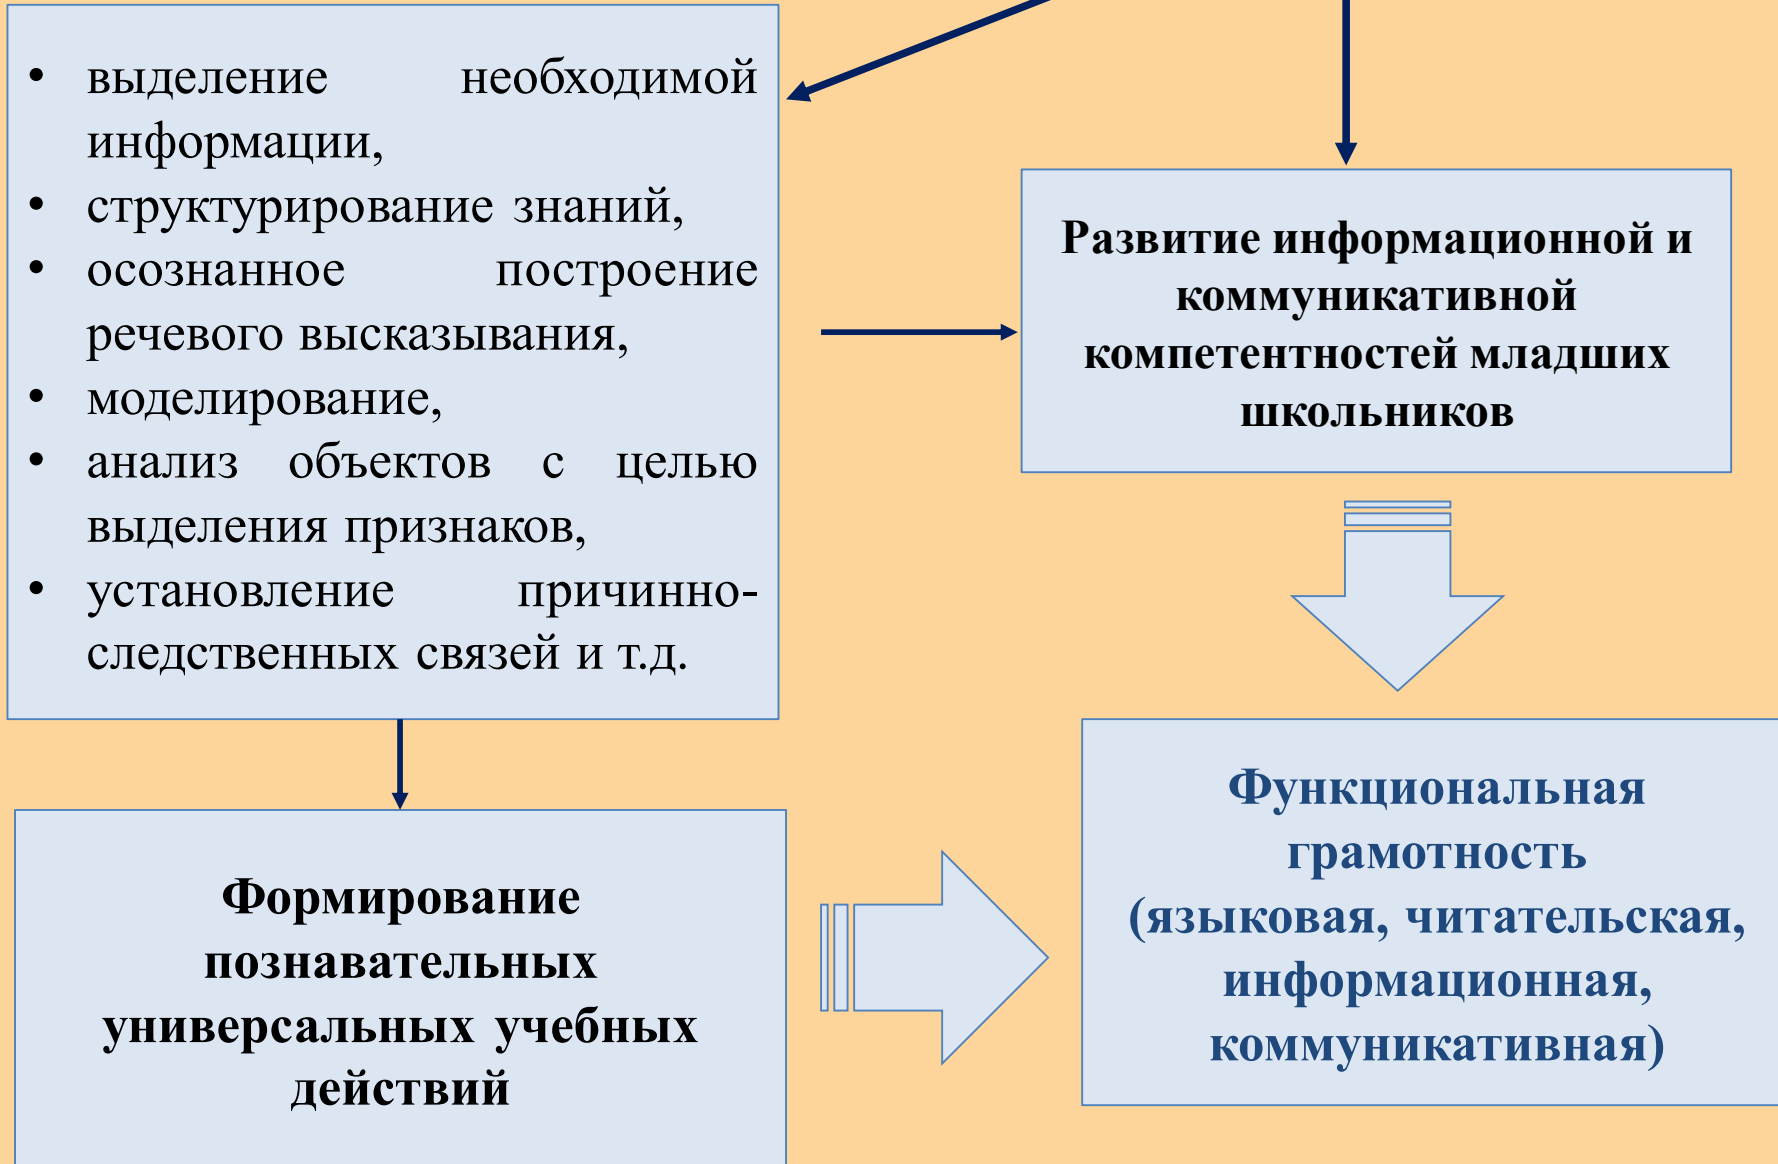 • выделение необходимой
информации,
• структурирование знаний,
• осознанное построение
речевого высказывания,
• моделирование,
• анализ объектов с целью
выделения признаков,
• установление причинно-
следственных связей и т.д.
Развитие информационной и
коммуникативной
компетентностей младших
школьников
Формирование
познавательных
универсальных учебных
действий
Функциональная
грамотность
(языковая, читательская,
информационная,
коммуникативная)